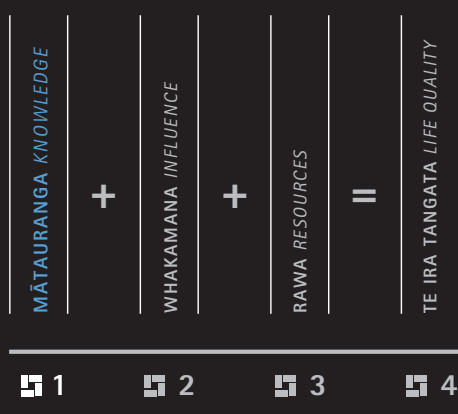 MĀTAURANGA KNOWLEDGE
+
WHAKAMANA INFLUENCE
+
RAWA RESOURCES
=
TE IRA TANGATA LIFE QUALITY
1
2
3
4